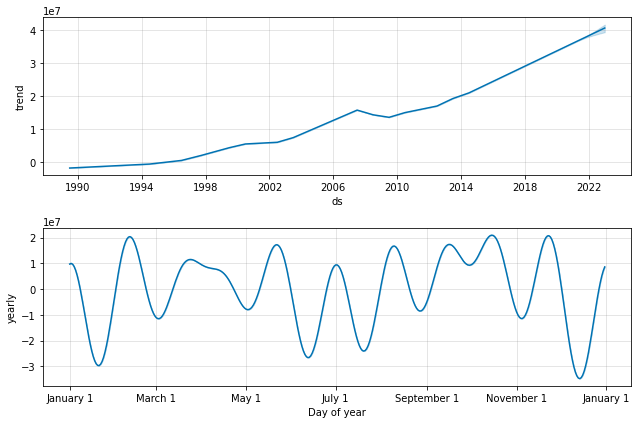 1e7
4
3
2
1
0
trend
1990 1994 1998 2002 2006 2010 2014 2018 2022
ds
1e7
2
1
0
−1
−2
−3
yearly
January 1 March 1 May 1 July 1 September 1 November 1 January 1
Day of year